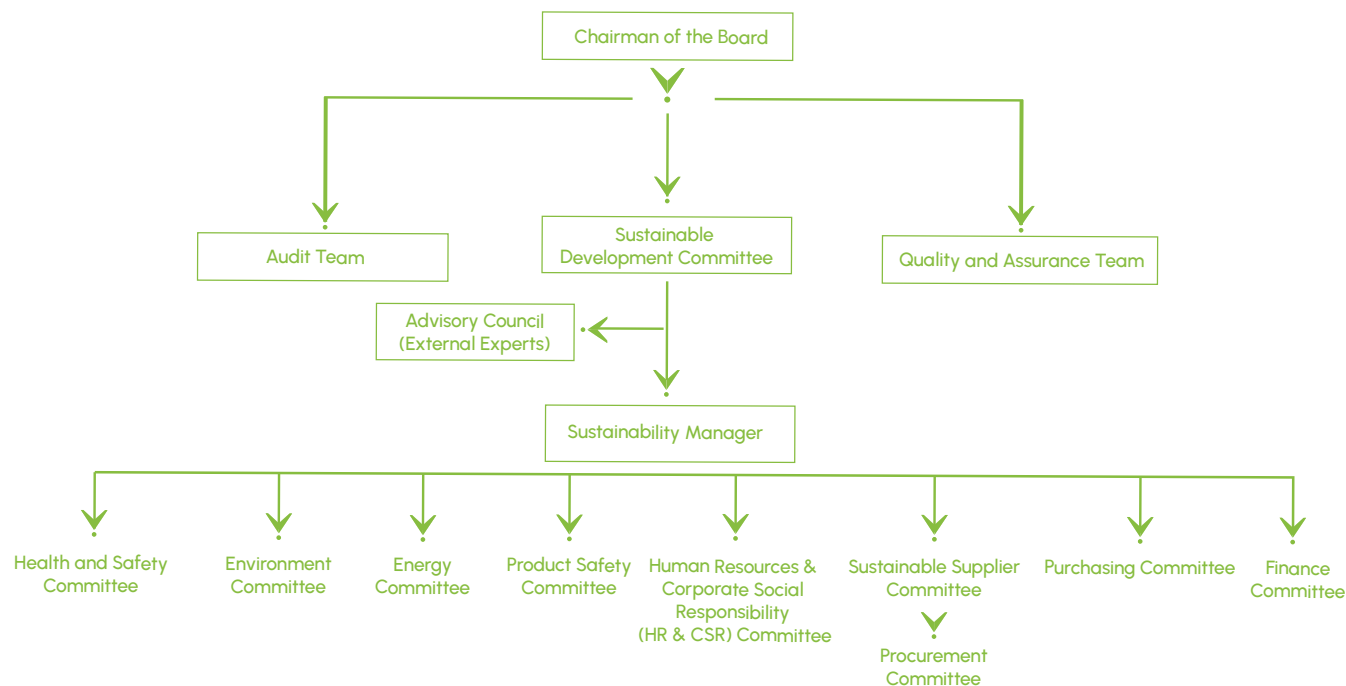 Chairman of the Board
Audit Team
Sustainable
Development Committee
Quality and Assurance Team
Advisory Council
(External Experts)
Sustainability Manager
Health and Safety
Committee
Environment
Committee
Energy
Committee
Product Safety
Committee
Human Resources &
Corporate Social
Responsibility
(HR & CSR) Committee
Sustainable Supplier
Committee
Procurement
Committee
Purchasing Committee
Finance
Committee